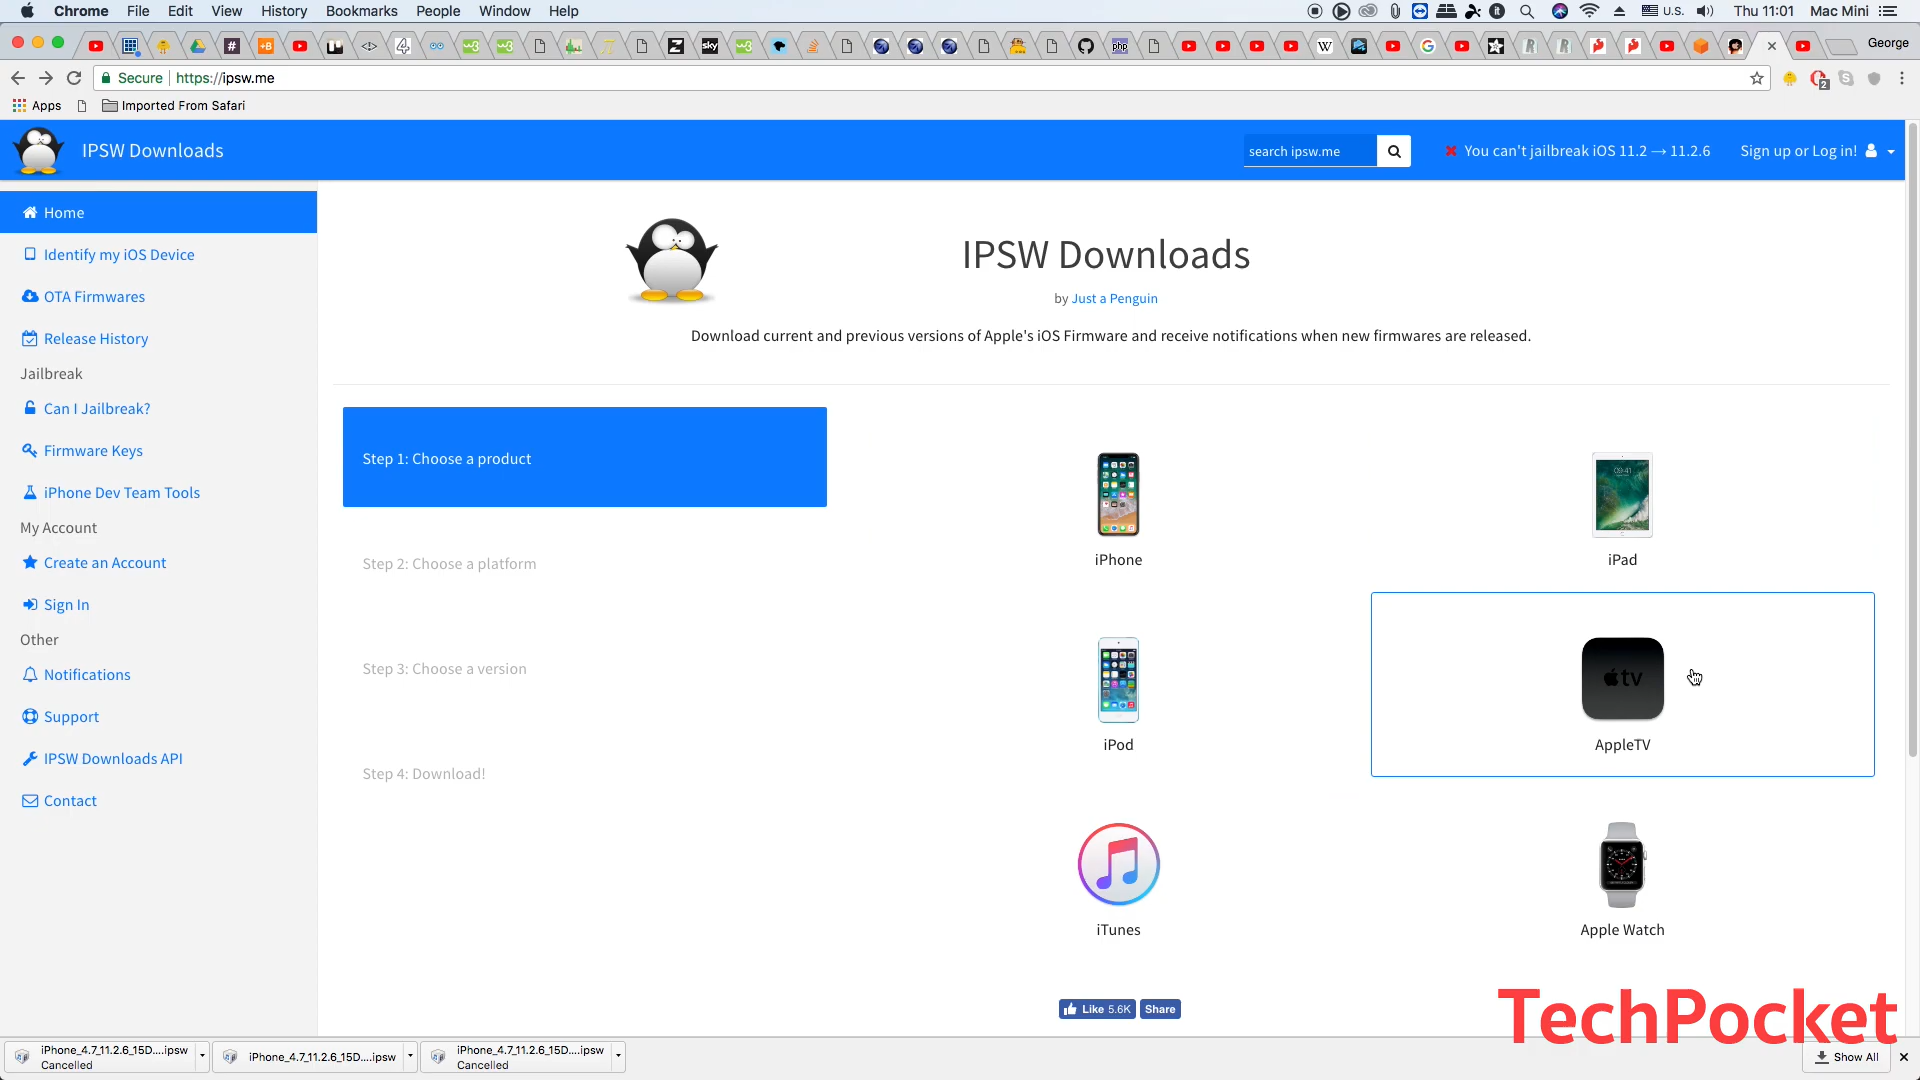 Chrome File Edit View History Bookmarks People Window Help
U.S. Thu 11:01 Mac Mini
George
Secure https://ipsw.me
2
Apps Imported From Safari
IPSW Downloads
search ipsw.me
You can't jailbreak iOS 11.2 → 11.2.6
Sign up or Log in!
Home
Identify my iOS Device
OTA Firmwares
Release History
Jailbreak
Can I Jailbreak?
Firmware Keys
iPhone Dev Team Tools
My Account
Create an Account
Sign In
Other
Notifications
Support
IPSW Downloads API
Contact
IPSW Downloads
by Just a Penguin
Download current and previous versions of Apple's iOS Firmware and receive notifications when new firmwares are released.
Step 1: Choose a product
Step 2: Choose a platform
Step 3: Choose a version
Step 4: Download!
iPhone
09:41
iPad
iPod
tv
AppleTV
iTunes
Apple Watch
Like 5.6K Share
TechPocket
iPhone_4.7_11.2.6_15D....ipsw
Cancelled
iPhone_4.7_11.2.6_15D....ipsw
iPhone_4.7_11.2.6_15D....ipsw
Cancelled
Show All